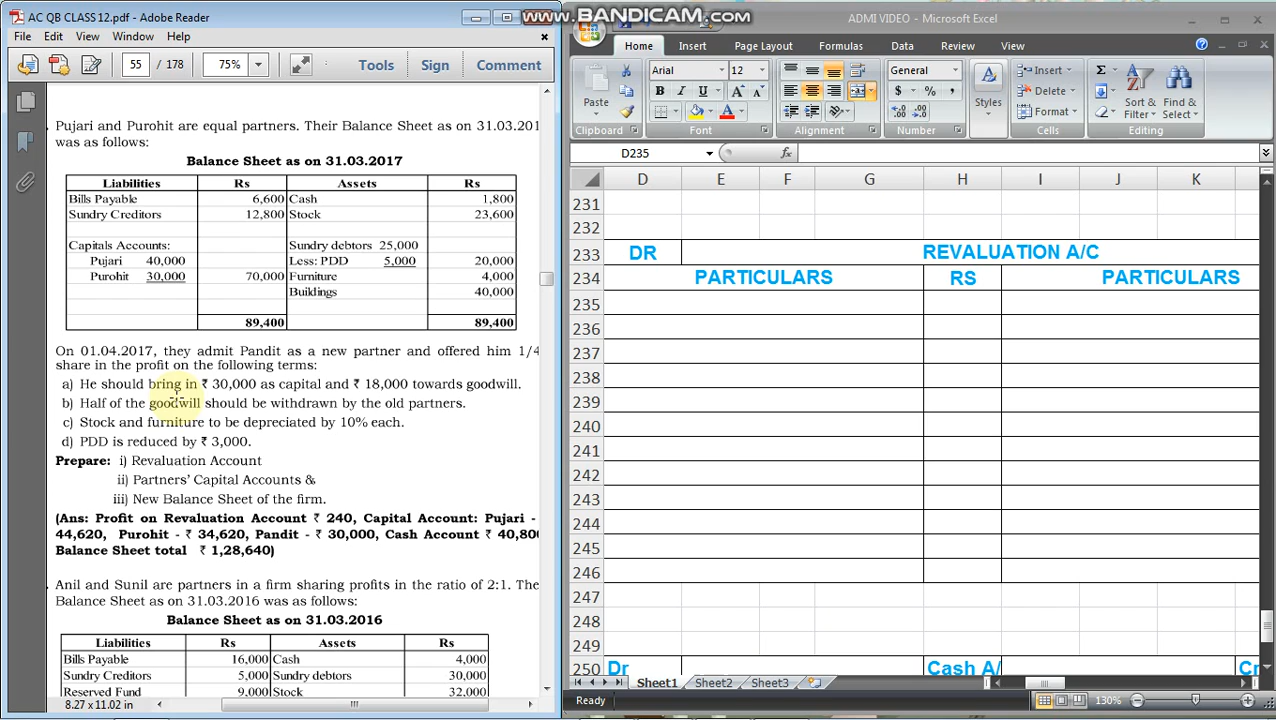 AC QB CLASS 12.pdf - Adobe Reader
www.BANDICAM.com
ADMI VIDEO - Microsoft Excel
File Edit View Window Help
Home Insert Page Layout Formulas Data Review View
55 / 178 75% Tools Sign Comment
Arial 12
General
Paste
Styles
Insert
Delete
Format
Sort & Filter
Find & Select
Clipboard Font Alignment Number Cells Editing
D235
fx
D E F G H I J K
Pujari and Purohit are equal partners. Their Balance Sheet as on 31.03.201
was as follows:
Balance Sheet as on 31.03.2017
Liabilities Rs Assets Rs
Bills Payable 6,600 Cash 1,800
Sundry Creditors 12,800 Stock 23,600
Capitals Accounts: Sundry debtors 25,000
Pujari 40,000 Less: PDD 5,000 20,000
Purohit 30,000 70,000 Furniture 4,000
Buildings 40,000
89,400 89,400
On 01.04.2017, they admit Pandit as a new partner and offered him 1/4
share in the profit on the following terms:
a) He should bring in ₹ 30,000 as capital and ₹ 18,000 towards goodwill.
b) Half of the goodwill should be withdrawn by the old partners.
c) Stock and furniture to be depreciated by 10% each.
d) PDD is reduced by ₹ 3,000.
Prepare: i) Revaluation Account
ii) Partners' Capital Accounts &
iii) New Balance Sheet of the firm.
(Ans: Profit on Revaluation Account ₹ 240, Capital Account: Pujari -
44,620, Purohit - ₹ 34,620, Pandit - ₹ 30,000, Cash Account ₹ 40,800
Balance Sheet total ₹ 1,28,640)
Anil and Sunil are partners in a firm sharing profits in the ratio of 2:1. The
Balance Sheet as on 31.03.2016 was as follows:
Balance Sheet as on 31.03.2016
Liabilities Rs Assets Rs
Bills Payable 16,000 Cash 4,000
Sundry Creditors 5,000 Sundry debtors 30,000
Reserved Fund 9,000 Stock 32,000
8.27 x 11.02 in
231
232
233 DR REVALUATION A/C
234 PARTICULARS RS PARTICULARS
235
236
237
238
239
240
241
242
243
244
245
246
247
248
249
250 Dr Cash A/ Cr
Sheet1 Sheet2 Sheet3
Ready 130%